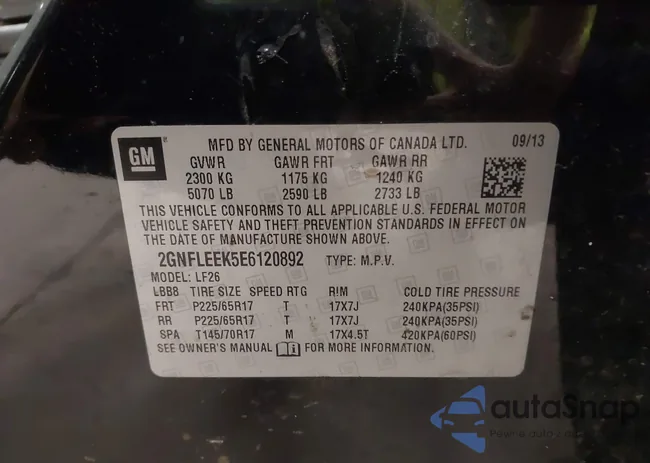 GM
MFD BY GENERAL MOTORS OF CANADA LTD. 09/13
GVWR GAWR FRT GAWR RR
2300 KG 1175 KG 1240 KG
5070 LB 2590 LB 2733 LB
THIS VEHICLE CONFORMS TO ALL APPLICABLE U.S. FEDERAL MOTOR
VEHICLE SAFETY AND THEFT PREVENTION STANDARDS IN EFFECT ON
THE DATE OF MANUFACTURE SHOWN ABOVE.
2GNFLEEK5E6120892 TYPE: M.P.V.
MODEL: LF26
LBB8 TIRE SIZE SPEED RTG RIM COLD TIRE PRESSURE
FRT P225/65R17 T 17X7J 240KPA(35PSI)
RR P225/65R17 T 17X7J 240KPA(35PSI)
SPA T145/70R17 M 17X4.5T 420KPA(60PSI)
SEE OWNER'S MANUAL FOR MORE INFORMATION.
autoSnap
Pewne auto z